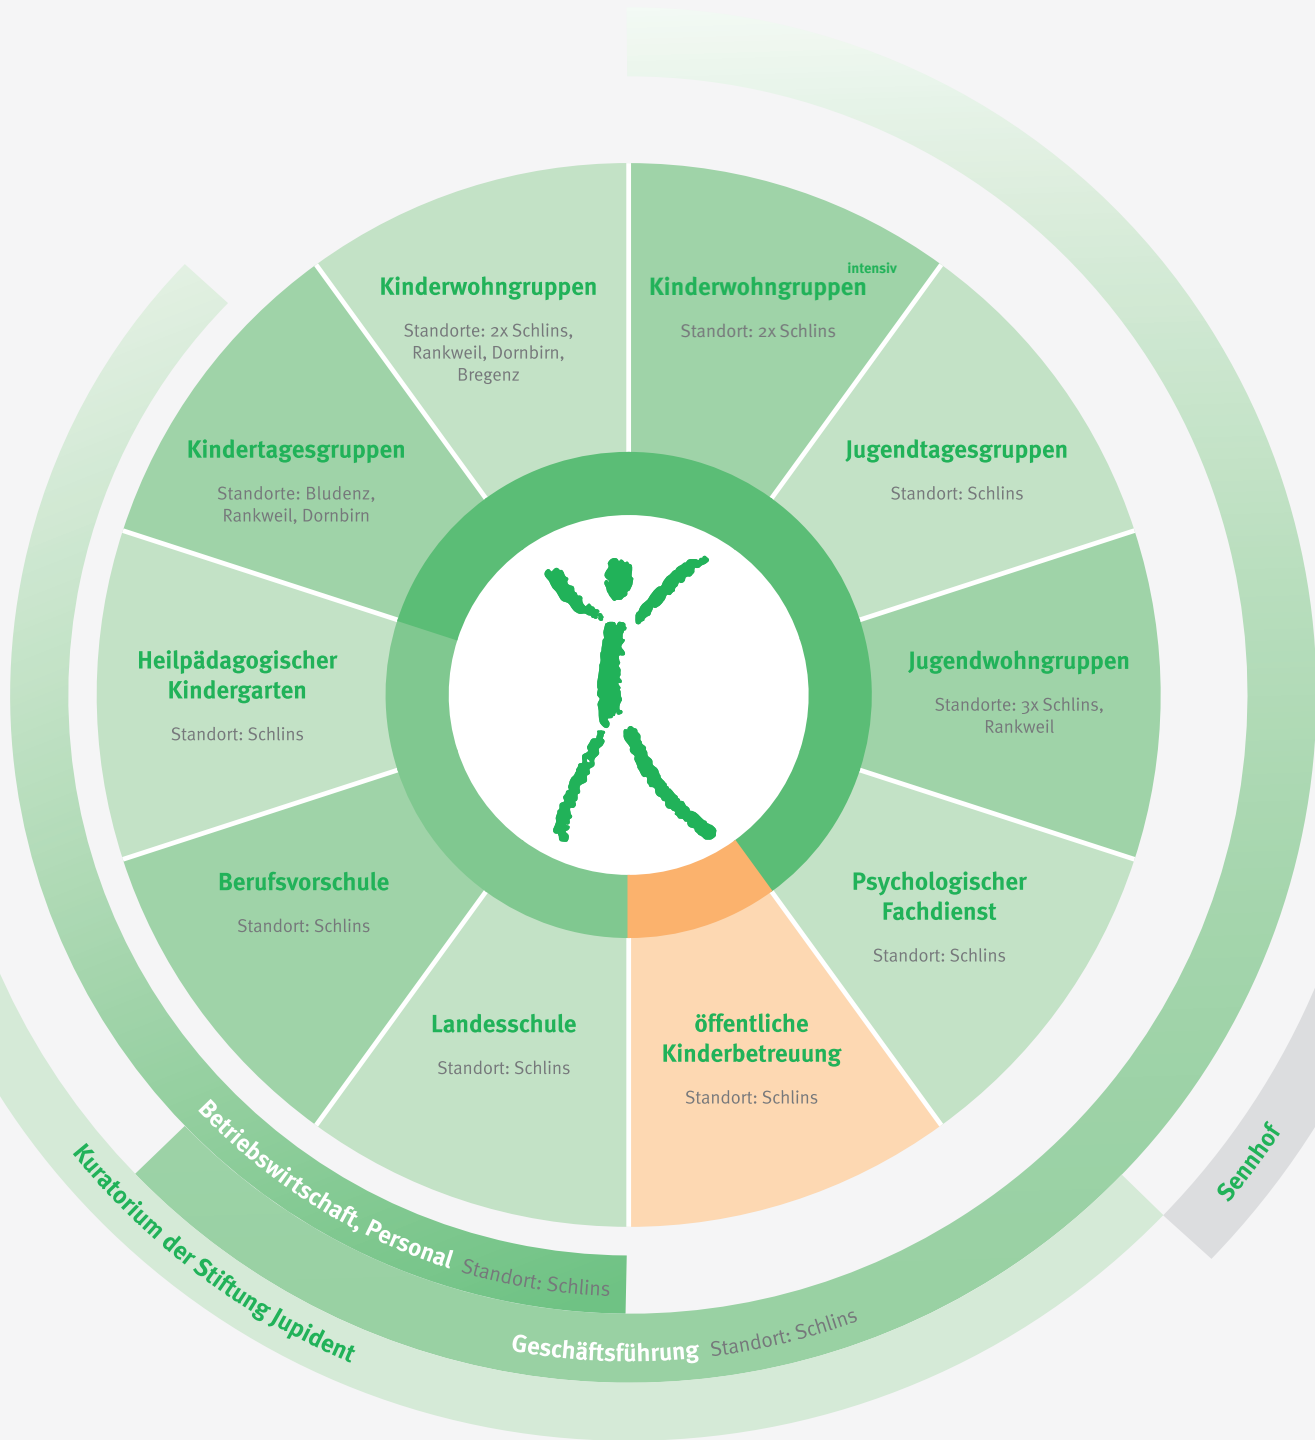 Kinderwohngruppen
Standorte: 2x Schlins,
Rankweil, Dornbirn,
Bregenz
intensiv
Kinderwohngruppen
Standort: 2x Schlins
Jugendtagesgruppen
Standort: Schlins
Jugendwohngruppen
Standorte: 3x Schlins,
Rankweil
Psychologischer
Fachdienst
Standort: Schlins
öffentliche
Kinderbetreuung
Standort: Schlins
Landesschule
Standort: Schlins
Berufsvorschule
Standort: Schlins
Heilpädagogischer
Kindergarten
Standort: Schlins
Kindertagesgruppen
Standorte: Bludenz,
Rankweil, Dornbirn
Betriebswirtschaft, Personal Standort: Schlins
Geschäftsführung Standort: Schlins
Kuratorium der Stiftung Jupident
Sennhof